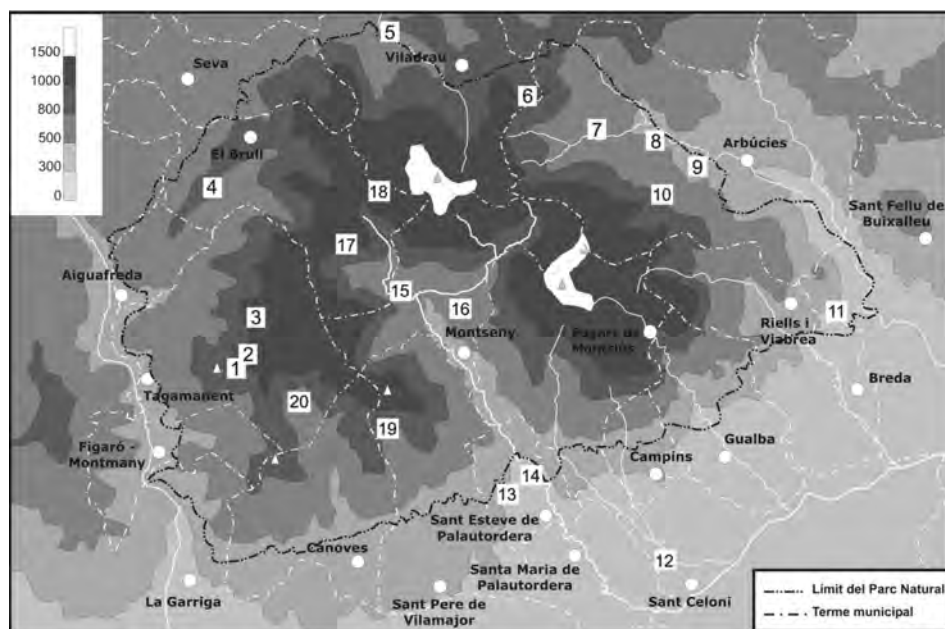 1500
1000
800
500
300
0
5
Seva
Viladrau
6
7
8
9
El Brull
Arbúcies
4
18
10
Sant Feliu de
Buixalleu
17
Aiguafreda
15
16
3
Montseny
Riells i
Viabrea
11
2
1
Tagamanent
20
Breda
Figaró -
Montmany
19
Gualba
Campins
14
13
Sant Esteve de
Palautordera
Cànoves
Santa Maria de
Palautordera
12
La Garriga
Sant Pere de
Vilamajor
Sant Celoni
Límit del Parc Natural
Terme municipal